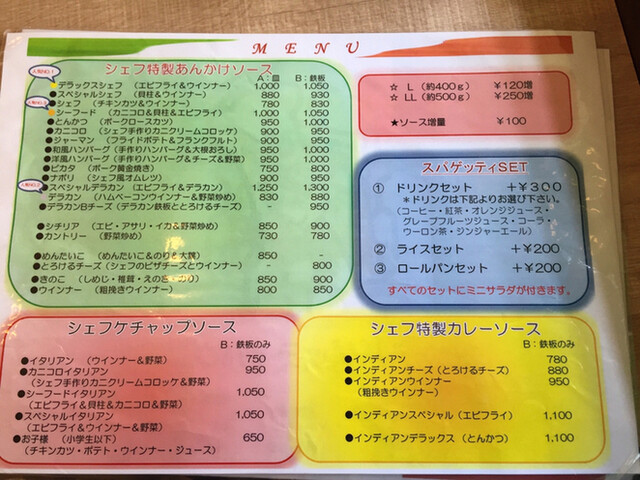 MENU
シェフ特製あんかけソース
A:皿 B:鉄板
人気NO.1
●デラックスシェフ (エビフライ&ウインナー) 1,000 1,050
●スペシャルシェフ (貝柱&ウインナー) 880 930
●シェフ (チキンカツ&ウインナー) 780 830
●シーフード (カニコロ&貝柱&エビフライ) 1,000 1,050
●とんかつ (ポークロースカツ) 900 950
●カニコロ (シェフ手作りカニクリームコロッケ) 900 950
●ジャーマン (フライドポテト&フランクフルト) 900 950
●和風ハンバーグ (手作りハンバーグ&大根おろし) 950 1,000
●洋風ハンバーグ (手作りハンバーグ&チーズ&野菜) 950 1,000
●ピカタ (ポーク黄金焼き) 750 800
●ナポリ (シェフ風オムレツ) 900 950
人気NO.2
●スペシャルデラカン (エビフライ&デラカン) 1,250 1,300
デラカン (ハムベーコンウインナー&野菜炒め) 830 880
●デラカンBチーズ (デラカン鉄板ととろけるチーズ) - 950
●シチリア (エビ・アサリ・イカ&野菜炒め) 850 900
●カントリー (野菜炒め) 730 780
●めんたいこ (めんたいこ&のり&大葉) 850 -
●とろけるチーズ (シェフのピザチーズとウインナー) - 800
●きのこ (しめじ・椎茸・えのき・のり) 850 900
●ウインナー (粗挽きウインナー) 800 850
☆ L (約400g) ¥120増
☆ LL (約500g) ¥250増
★ソース増量 ¥100
スパゲッティSET
① ドリンクセット +¥300
*ドリンクは下記よりお選び下さい。
(コーヒー・紅茶・オレンジジュース・
グレープフルーツジュース・コーラ・
ウーロン茶・ジンジャーエール)
② ライスセット +¥200
③ ロールパンセット +¥200
すべてのセットにミニサラダが付きます。
シェフケチャップソース
B:鉄板のみ
●イタリアン (ウインナー&野菜) 750
●カニコロイタリアン 950
(シェフ手作りカニクリームコロッケ&野菜)
●シーフードイタリアン 1,050
(エビフライ&貝柱&カニコロ&野菜)
●スペシャルイタリアン 1,050
(エビフライ&ウインナー&野菜)
●お子様 (小学生以下) 650
(チキンカツ・ポテト・ウインナー・ジュース)
シェフ特製カレーソース
B:鉄板のみ
●インディアン 780
●インディアンチーズ (とろけるチーズ) 880
●インディアンウインナー 950
(粗挽きウインナー)
●インディアンスペシャル (エビフライ) 1,100
●インディアンデラックス (とんかつ) 1,100